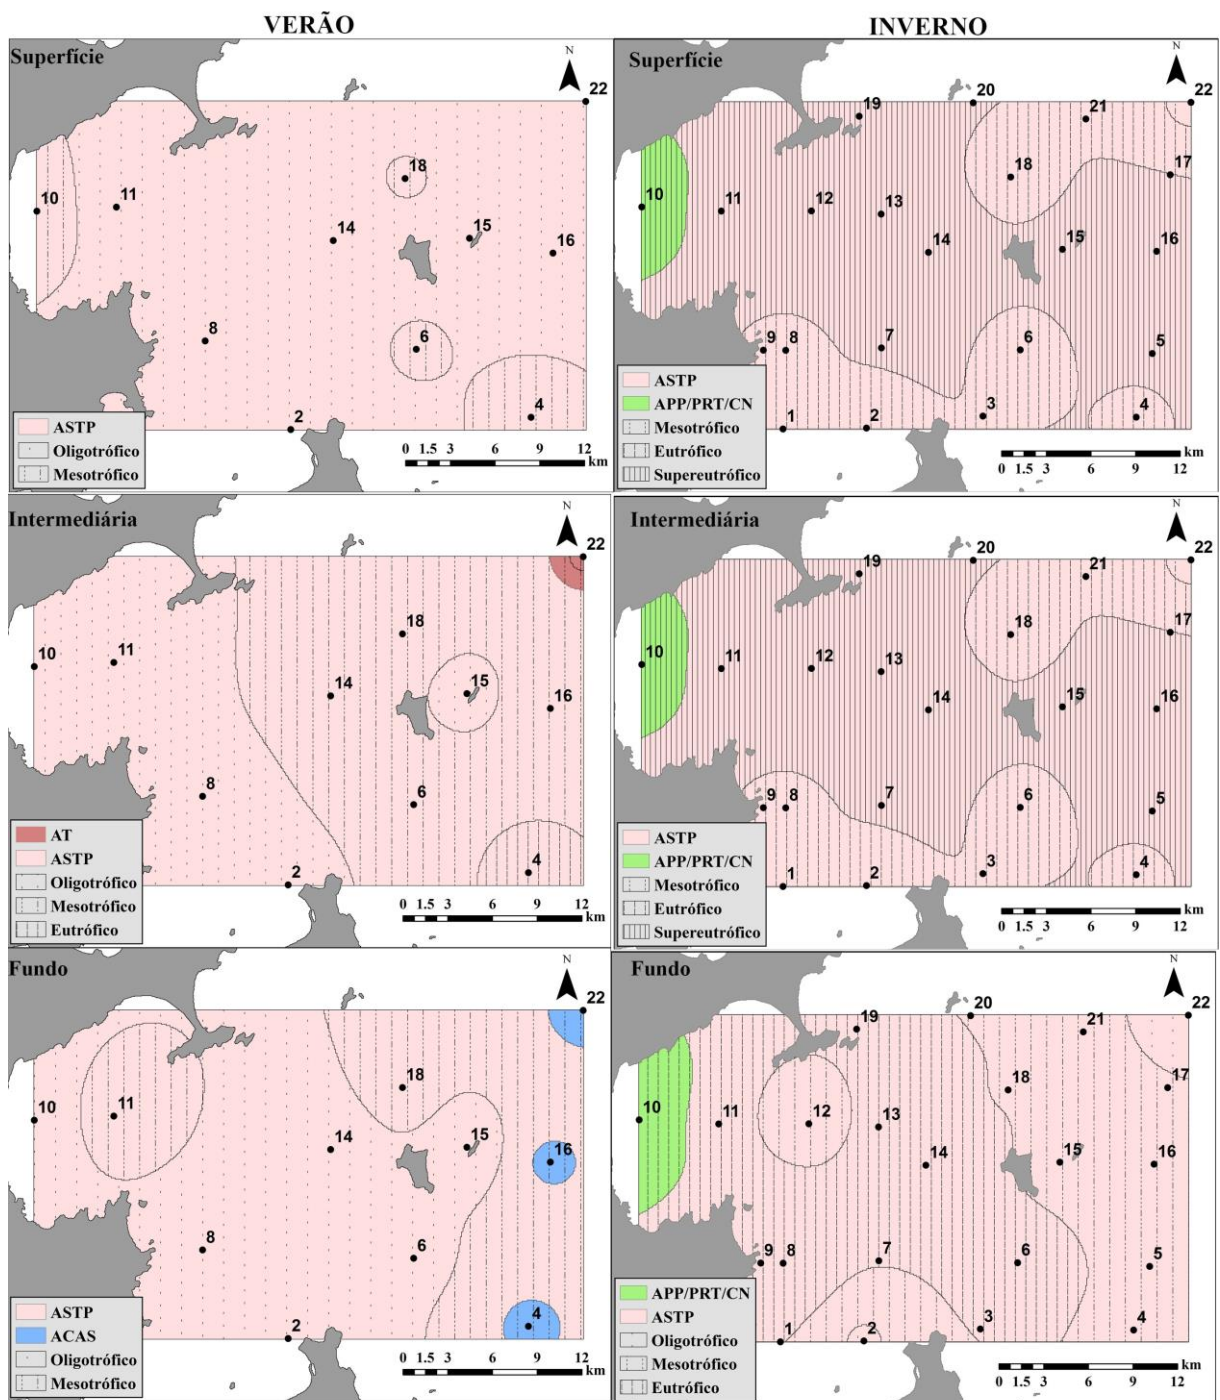 VERÃO
INVERNO
Superfície
N
22
18
10
11
14
15
16
8
6
4
2
ASTP
Oligotrófico
Mesotrófico
0 1.5 3 6 9 12
km
Superfície
N
19
20
21
22
18
17
10
11
12
13
14
15
16
9
8
7
6
5
1
2
3
4
ASTP
APP/PRT/CN
Mesotrófico
Eutrófico
Supereutrófico
0 1.5 3 6 9 12
km
Intermediária
N
22
18
10
11
14
15
16
8
6
4
2
AT
ASTP
Oligotrófico
Mesotrófico
Eutrófico
0 1.5 3 6 9 12
km
Intermediária
N
19
20
21
22
18
17
10
11
12
13
14
15
16
9
8
7
6
5
1
2
3
4
ASTP
APP/PRT/CN
Mesotrófico
Eutrófico
Supereutrófico
0 1.5 3 6 9 12
km
Fundo
N
22
18
10
11
14
15
16
8
6
4
2
ASTP
ACAS
Oligotrófico
Mesotrófico
0 1.5 3 6 9 12
km
Fundo
N
19
20
21
22
18
17
10
11
12
13
14
15
16
9
8
7
6
5
1
2
3
4
APP/PRT/CN
ASTP
Oligotrófico
Mesotrófico
Eutrófico
0 1.5 3 6 9 12
km